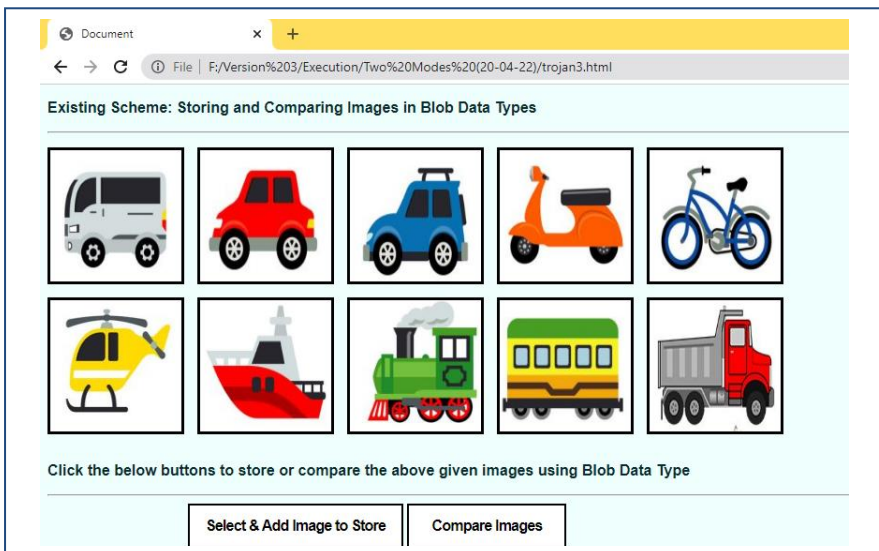 Document
File | F:/Version%203/Execution/Two%20Modes%20(20-04-22)/trojan3.html
Existing Scheme: Storing and Comparing Images in Blob Data Types
Click the below buttons to store or compare the above given images using Blob Data Type
Select & Add Image to Store Compare Images